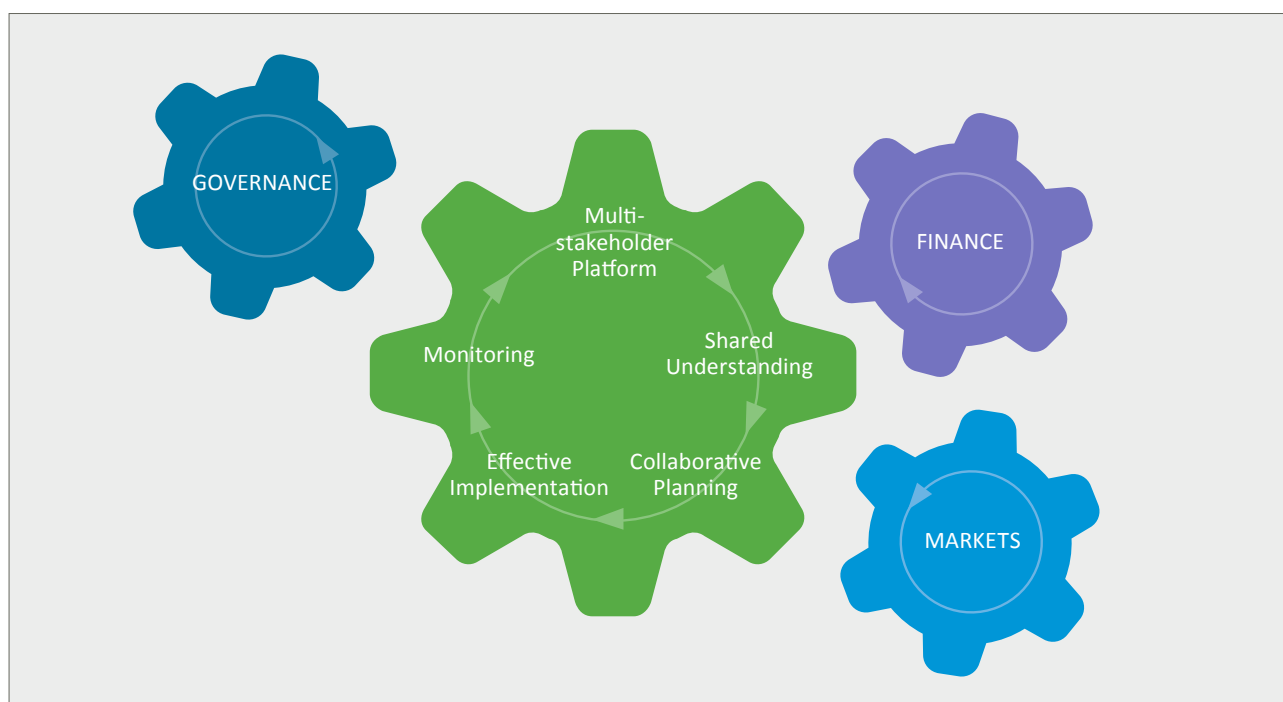 GOVERNANCE
Multi-
stakeholder
Platform
FINANCE
Shared
Understanding
Monitoring
Collaborative
Planning
Effective
Implementation
MARKETS